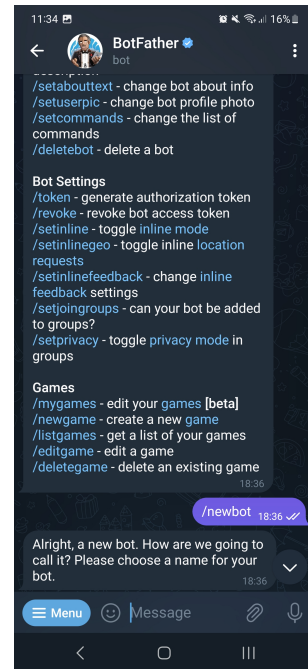 11:34
16%
BotFather
bot
description
/setabouttext - change bot about info
/setuserpic - change bot profile photo
/setcommands - change the list of
commands
/deletebot - delete a bot
Bot Settings
/token - generate authorization token
/revoke - revoke bot access token
/setinline - toggle inline mode
/setinlinegeo - toggle inline location
requests
/setinlinefeedback - change inline
feedback settings
/setjoingroups - can your bot be added
to groups?
/setprivacy - toggle privacy mode in
groups
Games
/mygames - edit your games [beta]
/newgame - create a new game
/listgames - get a list of your games
/editgame - edit a game
/deletegame - delete an existing game
18:36
/newbot 18:36
Alright, a new bot. How are we going to
call it? Please choose a name for your
bot.
18:36
Menu
Message